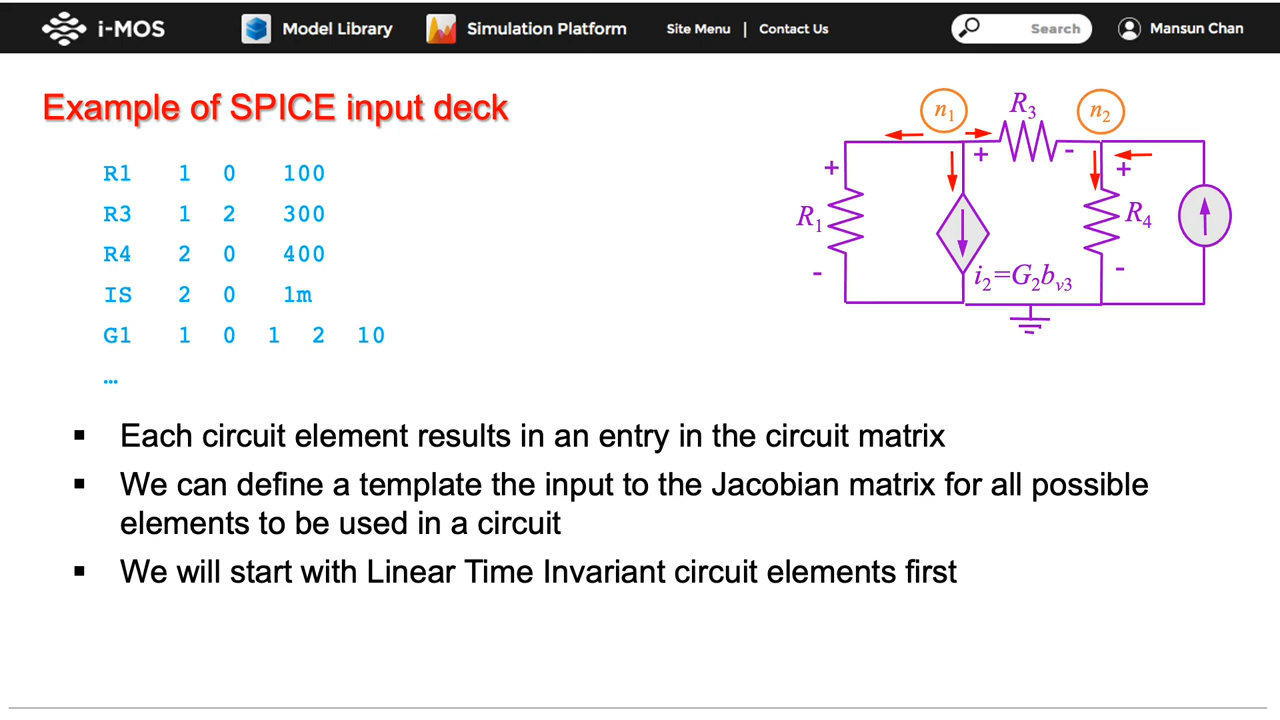 i-MOS Model Library Simulation Platform Site Menu | Contact Us Search Mansun Chan
Example of SPICE input deck
R1 1 0 100
R3 1 2 300
R4 2 0 400
IS 2 0 1m
G1 1 0 1 2 10
...
n1 R3 n2
+ + - +
R1 R4
- i2=G2bv3 -
▪ Each circuit element results in an entry in the circuit matrix
▪ We can define a template the input to the Jacobian matrix for all possible
elements to be used in a circuit
▪ We will start with Linear Time Invariant circuit elements first